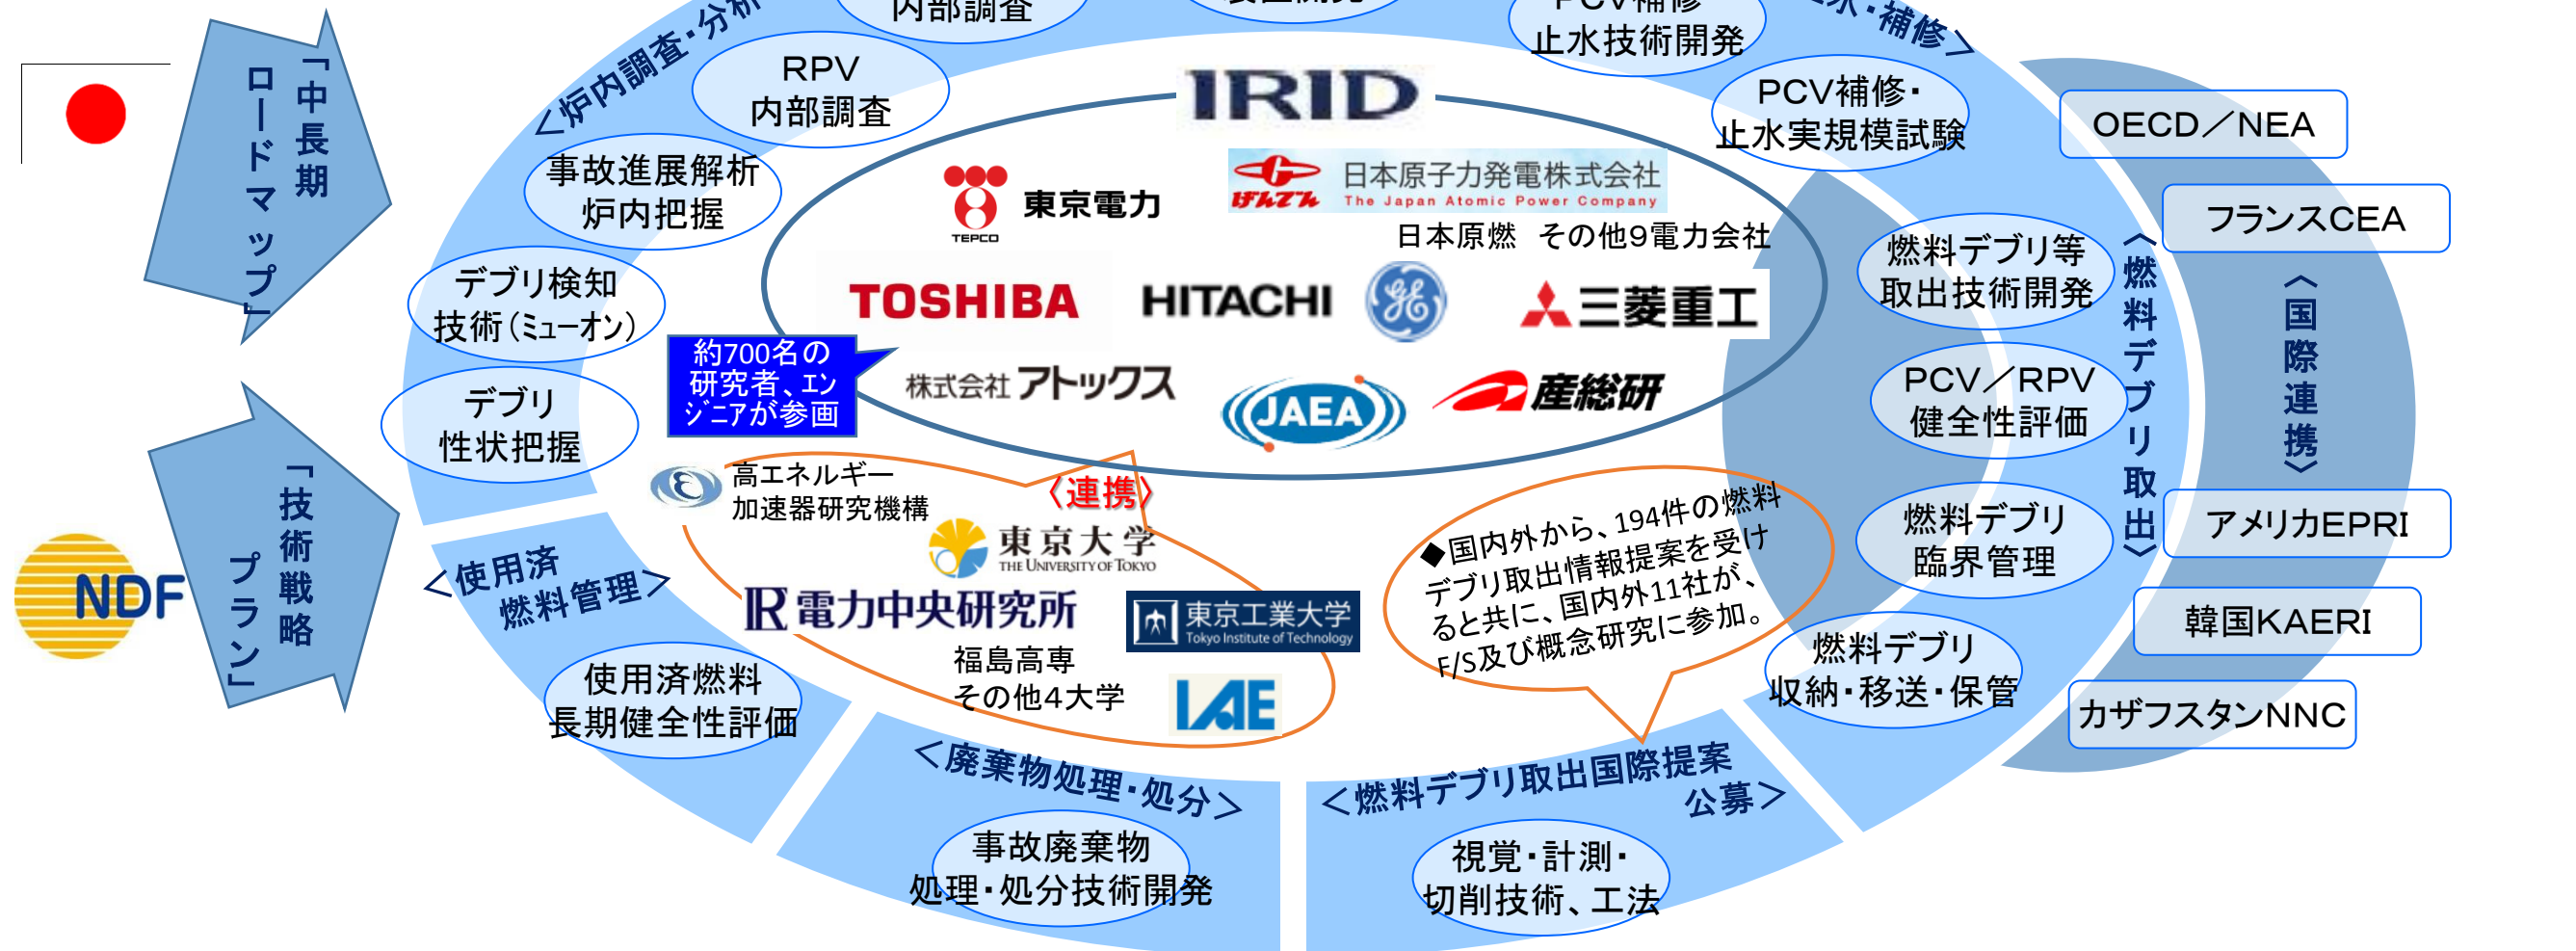 「中長期
ロードマップ」
NDF
「技術戦略
プラン」
＜炉内調査・分析
内部調査
RPV
内部調査
事故進展解析
炉内把握
デブリ検知
技術（ミューオン）
デブリ
性状把握
PCV補修
止水技術開発
水・補修＞
PCV補修・
止水実規模試験
IRID
TEPCO
東京電力
げんでん
日本原子力発電株式会社
The Japan Atomic Power Company
日本原燃　その他９電力会社
TOSHIBA
HITACHI
GE
三菱重工
約700名の
研究者、エン
ジニアが参画
株式会社 アトックス
JAEA
産総研
高エネルギー
加速器研究機構
〈連携〉
東京大学
THE UNIVERSITY OF TOKYO
電力中央研究所
東京工業大学
Tokyo Institute of Technology
福島高専
その他４大学
IAE
◆国内外から、194件の燃料
デブリ取出情報提案を受け
ると共に、国内外11社が、
F/S及び概念研究に参加。
＜使用済
燃料管理＞
使用済燃料
長期健全性評価
＜廃棄物処理・処分＞
事故廃棄物
処理・処分技術開発
＜燃料デブリ取出国際提案
公募＞
視覚・計測・
切削技術、工法
〈燃料デブリ取出〉
燃料デブリ等
取出技術開発
PCV／RPV
健全性評価
燃料デブリ
臨界管理
燃料デブリ
収納・移送・保管
〈国際連携〉
OECD／NEA
フランスCEA
アメリカEPRI
韓国KAERI
カザフスタンNNC